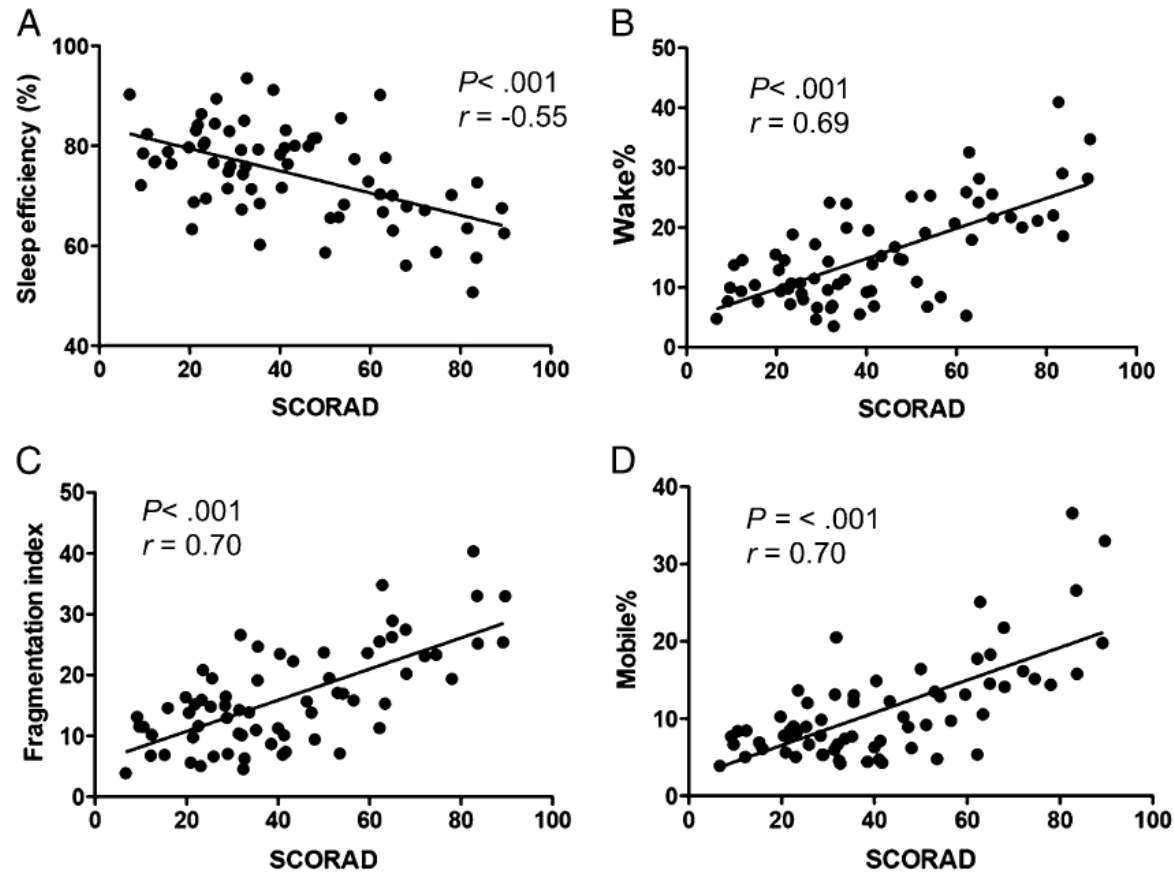 A
100
80
60
40
Sleep efficiency (%)
P< .001
r = -0.55
0 20 40 60 80 100
SCORAD
B
50
40
30
20
10
0
Wake%
P< .001
r = 0.69
0 20 40 60 80 100
SCORAD
C
50
40
30
20
10
0
Fragmentation index
P< .001
r = 0.70
0 20 40 60 80 100
SCORAD
D
40
30
20
10
0
Mobile%
P = < .001
r = 0.70
0 20 40 60 80 100
SCORAD